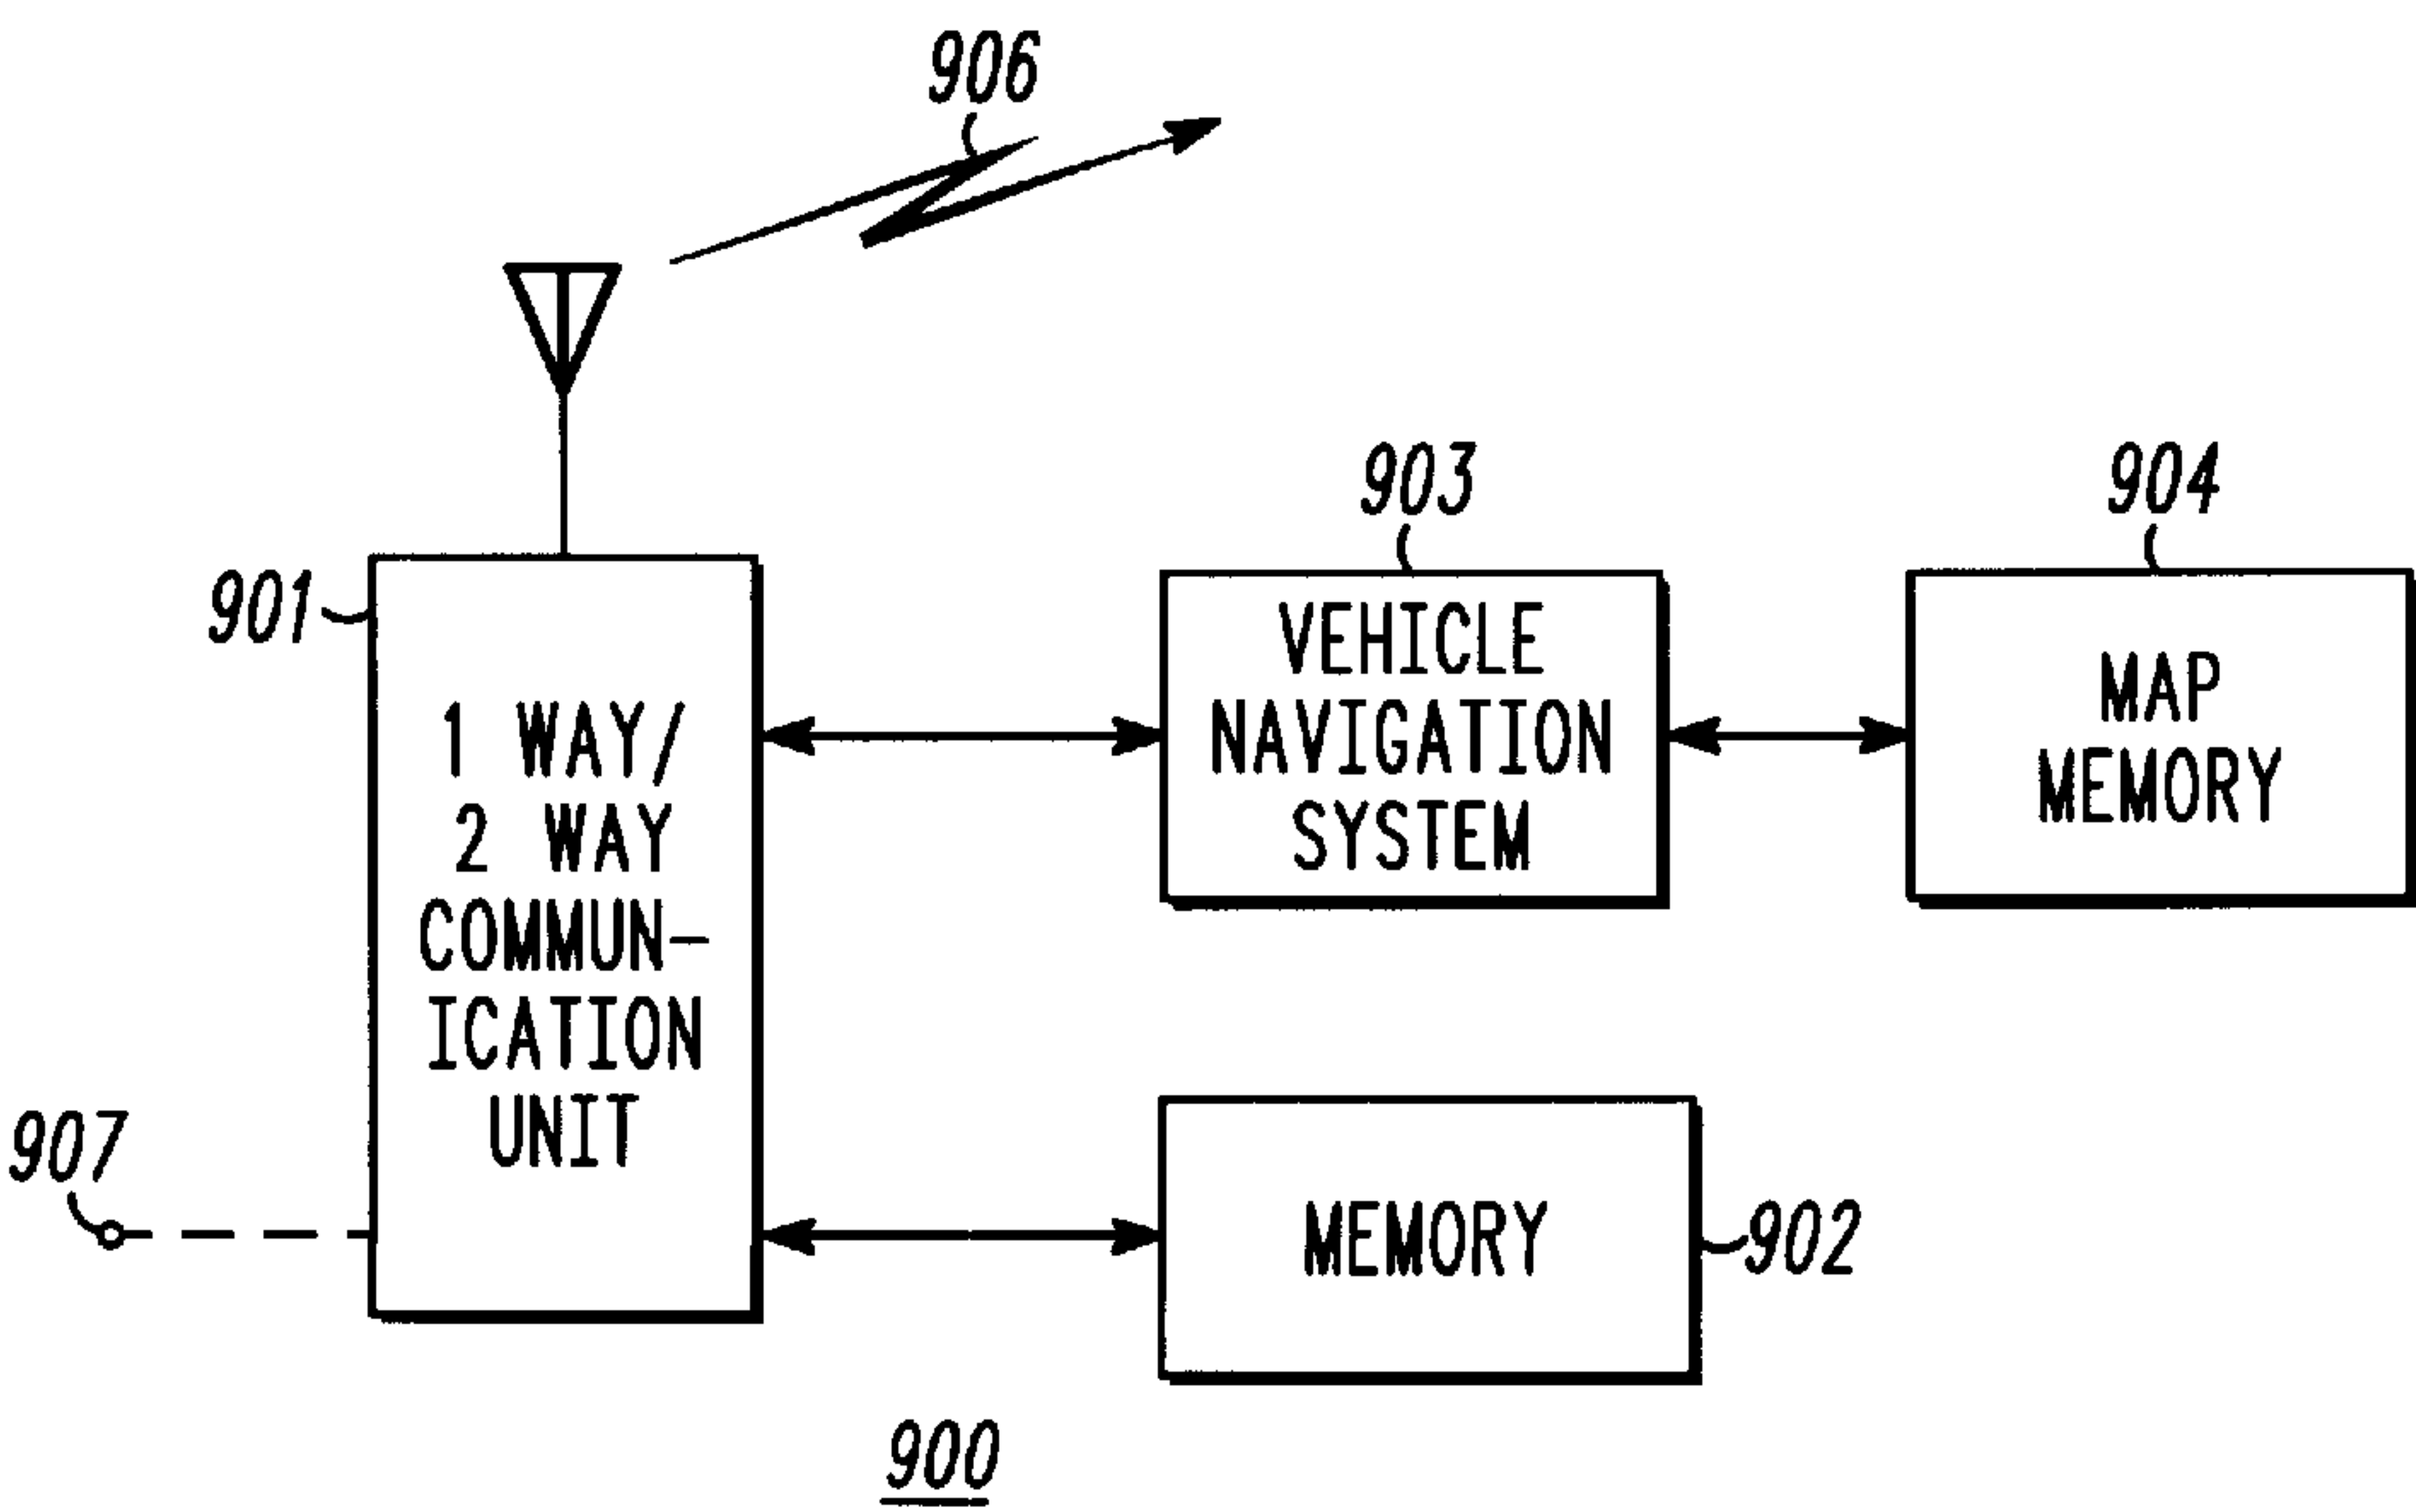 906
903
904
901
1 WAY/
2 WAY
COMMUN-
ICATION
UNIT
VEHICLE
NAVIGATION
SYSTEM
MAP
MEMORY
907
MEMORY
902
900